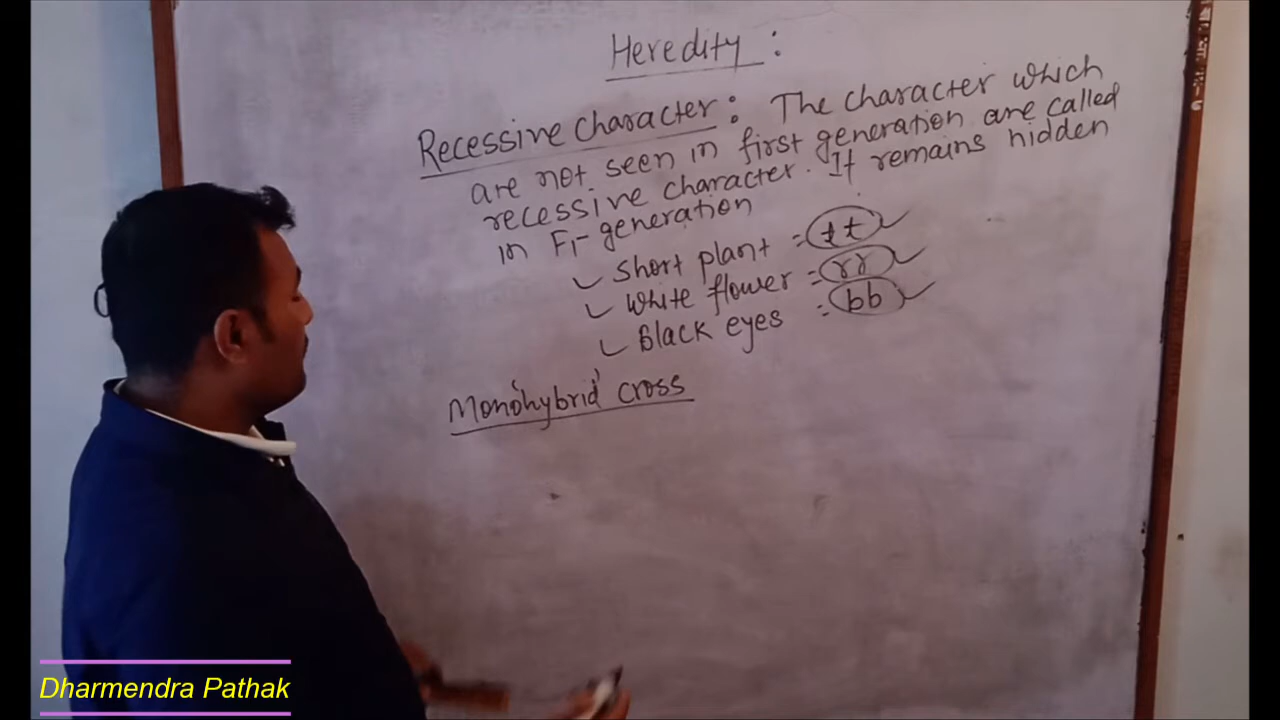 Heredity :
Recessive character : The character which
are not seen in first generation are called
recessive character. It remains hidden
in F1- generation
short plant = tt
white flower = rr
Black eyes = bb
Monohybrid cross
Dharmendra Pathak